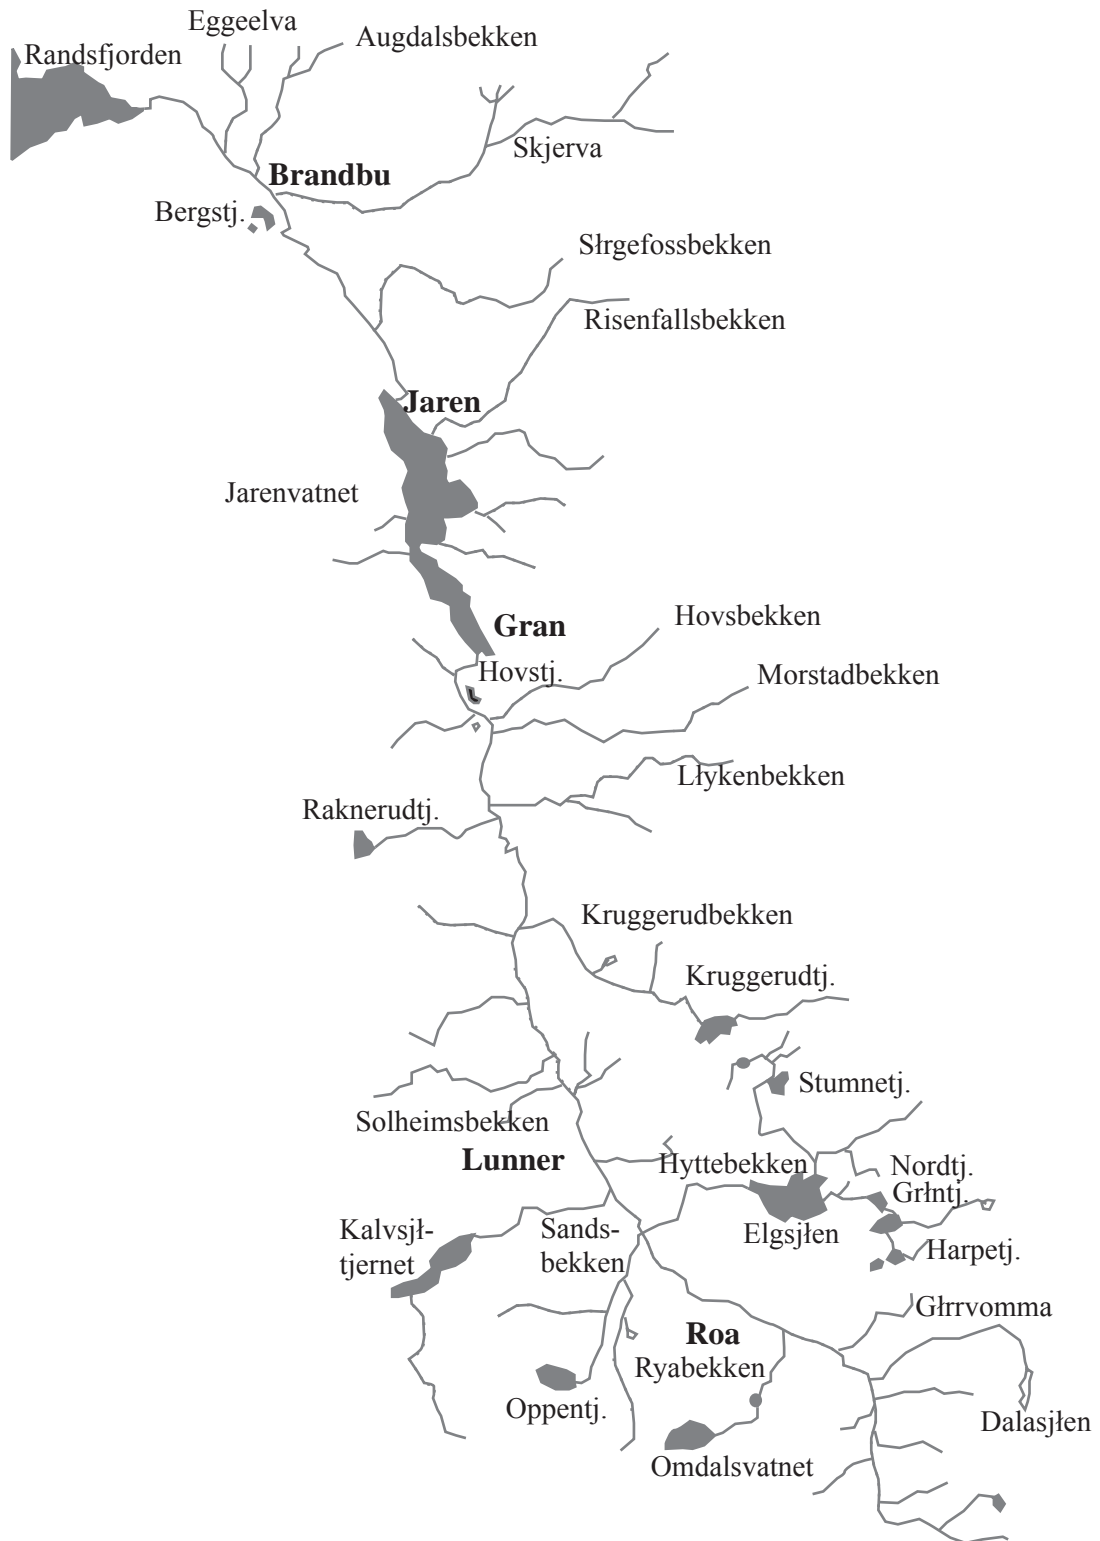 Eggeelva
Augdalsbekken
Randsfjorden
Skjerva
Brandbu
Bergstj.
Słrgefossbekken
Risenfallsbekken
Jaren
Jarenvatnet
Gran
Hovsbekken
Hovstj.
Morstadbekken
Słykenbekken
Raknerudtj.
Kruggerudbekken
Kruggerudtj.
Stumnetj.
Solheimsbekken
Lunner
Hyttebekken
Nordtj.
Grłntj.
Kalvsjł-
tjernet
Sands-
bekken
Elgsjłen
Harpetj.
Głrrvomma
Roa
Ryabekken
Oppentj.
Dalasjłen
Omdalsvatnet